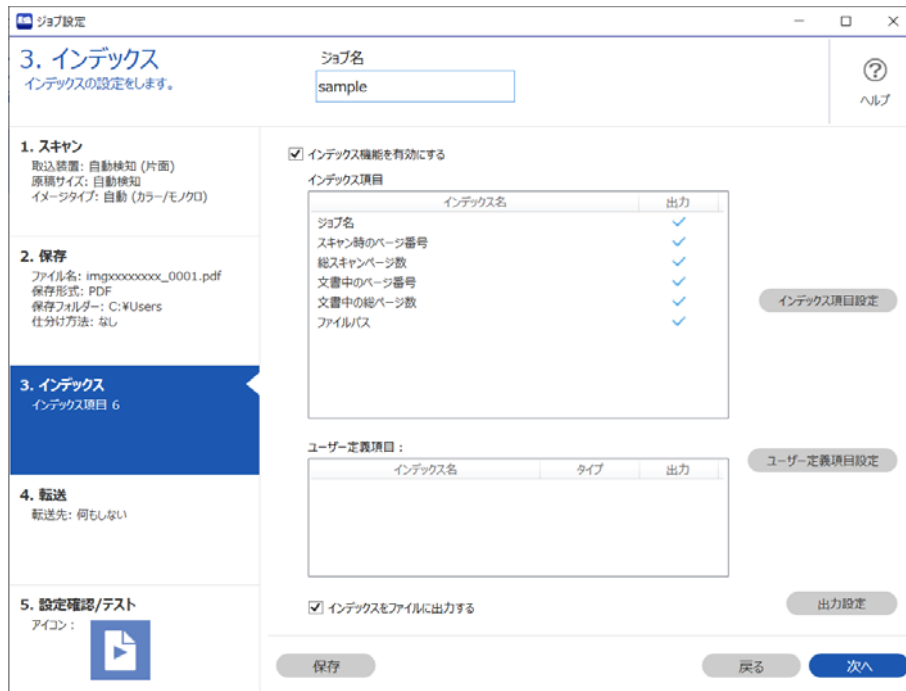 ジョブ設定
3. インデックス
インデックスの設定をします。
ジョブ名
sample
ヘルプ
1. スキャン
取込装置: 自動検知 (片面)
原稿サイズ: 自動検知
イメージタイプ: 自動 (カラー/モノクロ)
2. 保存
ファイル名: imgxxxxxxxx_0001.pdf
保存形式: PDF
保存フォルダー: C:¥Users
仕分け方法: なし
3. インデックス
インデックス項目 6
4. 転送
転送先: 何もしない
5. 設定確認/テスト
アイコン :
インデックス機能を有効にする
インデックス項目
インデックス名 出力
ジョブ名
スキャン時のページ番号
総スキャンページ数
文書中のページ番号
文書中の総ページ数
ファイルパス
インデックス項目設定
ユーザー定義項目 :
インデックス名 タイプ 出力
ユーザー定義項目設定
インデックスをファイルに出力する
出力設定
保存
戻る
次へ